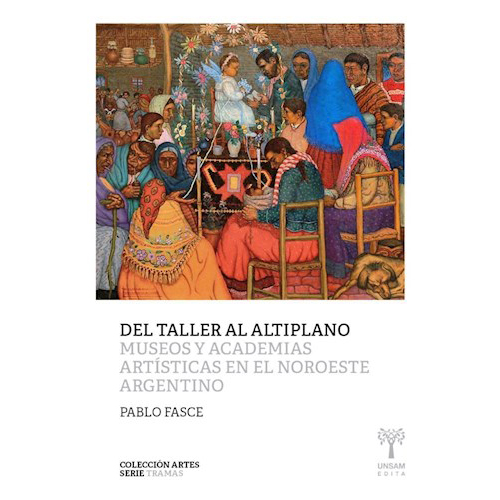 DEL TALLER AL ALTIPLANO
MUSEOS Y ACADEMIAS
ARTÍSTICAS EN EL NOROESTE
ARGENTINO
PABLO FASCE
COLECCIÓN ARTES
SERIE TRAMAS
UNSAM
EDITA